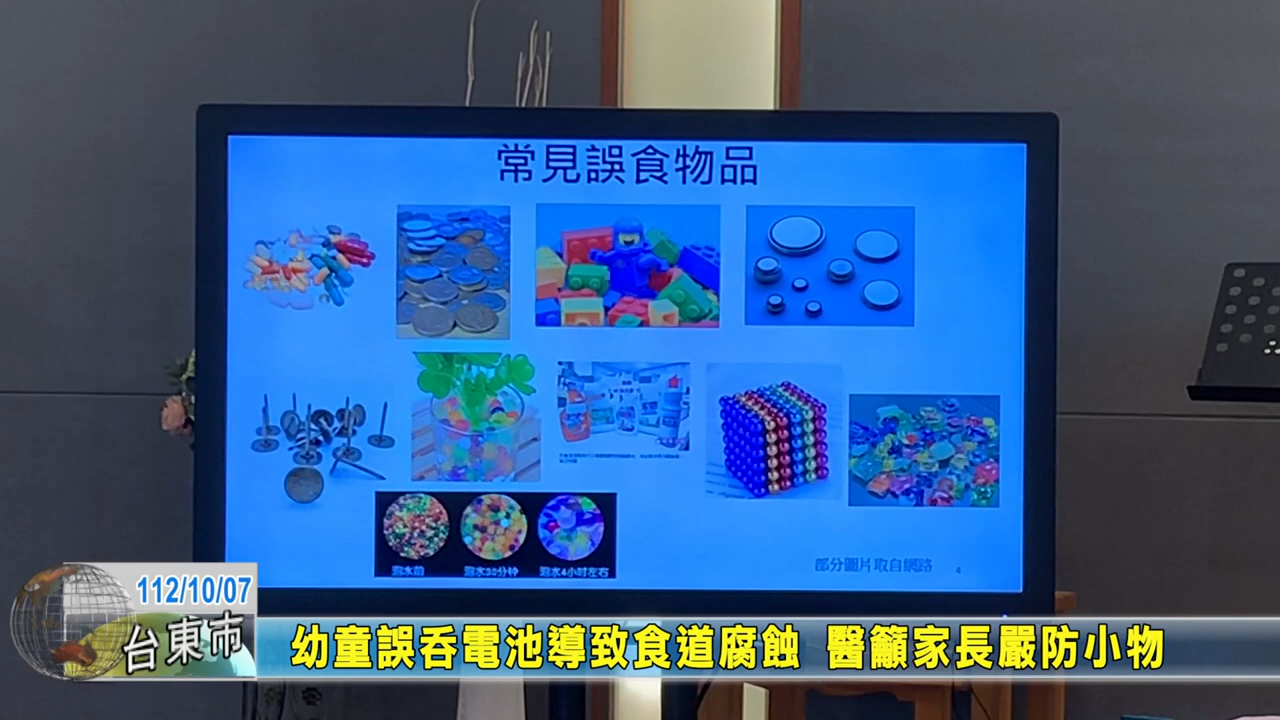 常見誤食物品
泡水前
泡水30分钟
泡水4小时左右
部分圖片取自網路
4
112/10/07
台東市
幼童誤吞電池導致食道腐蝕 醫籲家長嚴防小物